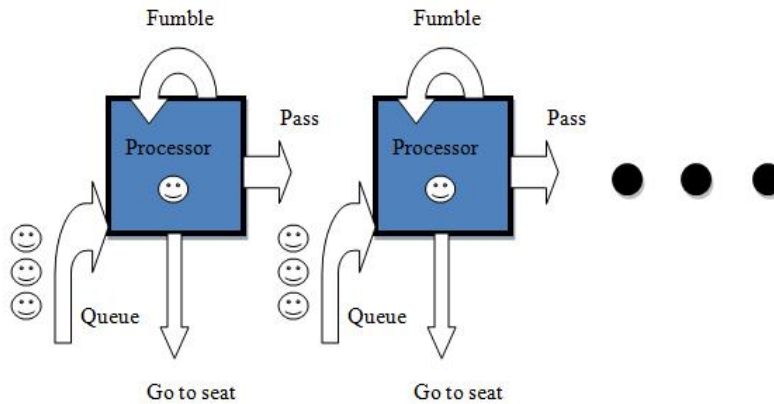 Fumble
Fumble
Pass
Pass
Processor
Processor
Queue
Queue
Go to seat
Go to seat